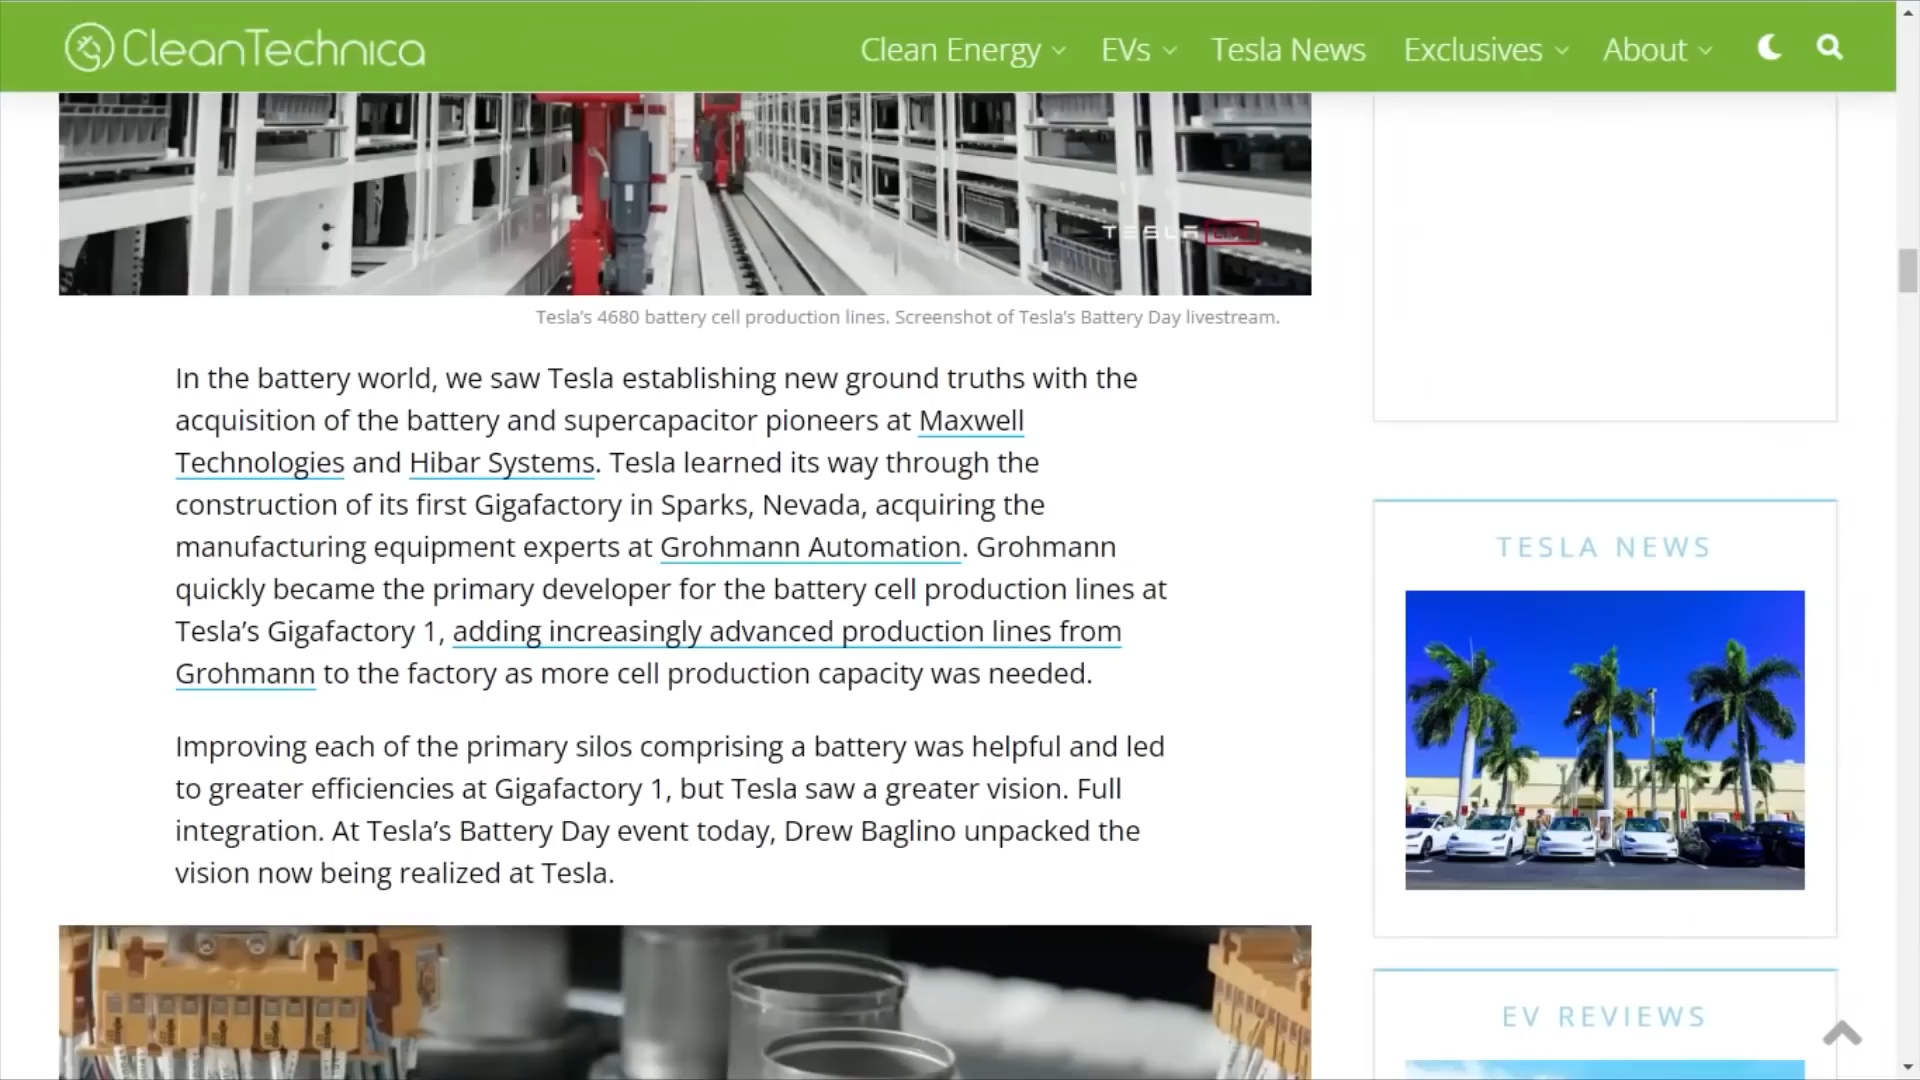 CleanTechnica
Clean Energy EVs Tesla News Exclusives About
TESLA LIVE
Tesla's 4680 battery cell production lines. Screenshot of Tesla's Battery Day livestream.
In the battery world, we saw Tesla establishing new ground truths with the
acquisition of the battery and supercapacitor pioneers at Maxwell
Technologies and Hibar Systems. Tesla learned its way through the
construction of its first Gigafactory in Sparks, Nevada, acquiring the
manufacturing equipment experts at Grohmann Automation. Grohmann
quickly became the primary developer for the battery cell production lines at
Tesla’s Gigafactory 1, adding increasingly advanced production lines from
Grohmann to the factory as more cell production capacity was needed.
Improving each of the primary silos comprising a battery was helpful and led
to greater efficiencies at Gigafactory 1, but Tesla saw a greater vision. Full
integration. At Tesla’s Battery Day event today, Drew Baglino unpacked the
vision now being realized at Tesla.
TESLA NEWS
EV REVIEWS